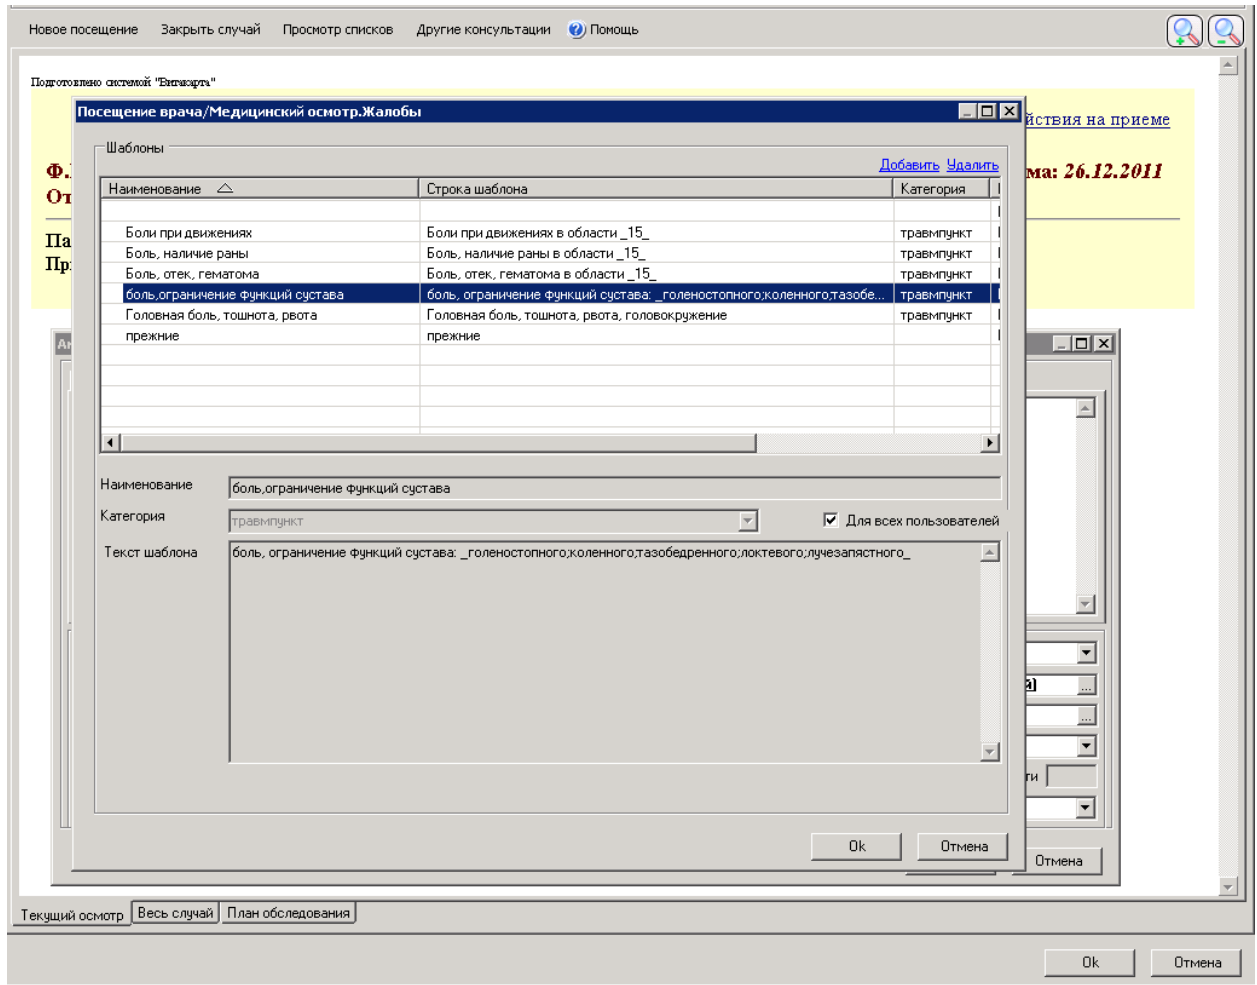 Новое посещение Закрыть случай Просмотр списков Другие консультации Помощь
Подготовлено системой "Витакарта"
Посещение врача/Медицинский осмотр.Жалобы
йствия на приеме
Шаблоны
Добавить Удалить
Ф. ма: 26.12.2011
От
Наименование Строка шаблона Категория
Боли при движениях Боли при движениях в области _15_ травмпункт
Па
Боль, наличие раны Боль, наличие раны в области _15_ травмпункт
Пр
Боль, отек, гематома Боль, отек, гематома в области _15_ травмпункт
боль,ограничение функций сустава боль, ограничение функций сустава: _голеностопного;коленного;тазобе... травмпункт
Головная боль, тошнота, рвота Головная боль, тошнота, рвота, головокружение травмпункт
прежние прежние
Ан
Наименование боль,ограничение функций сустава
Категория травмпункт Для всех пользователей
Текст шаблона боль, ограничение функций сустава: _голеностопного;коленного;тазобедренного;локтевого;лучезапястного_
й)
...
...
ти
Ok Отмена
Отмена
Текущий осмотр Весь случай План обследования
Ok Отмена